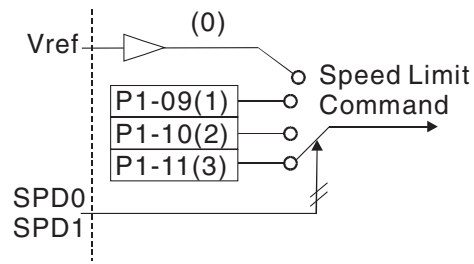 (0)
Vref
Speed Limit
Command
P1-09(1)
P1-10(2)
P1-11(3)
SPD0
SPD1